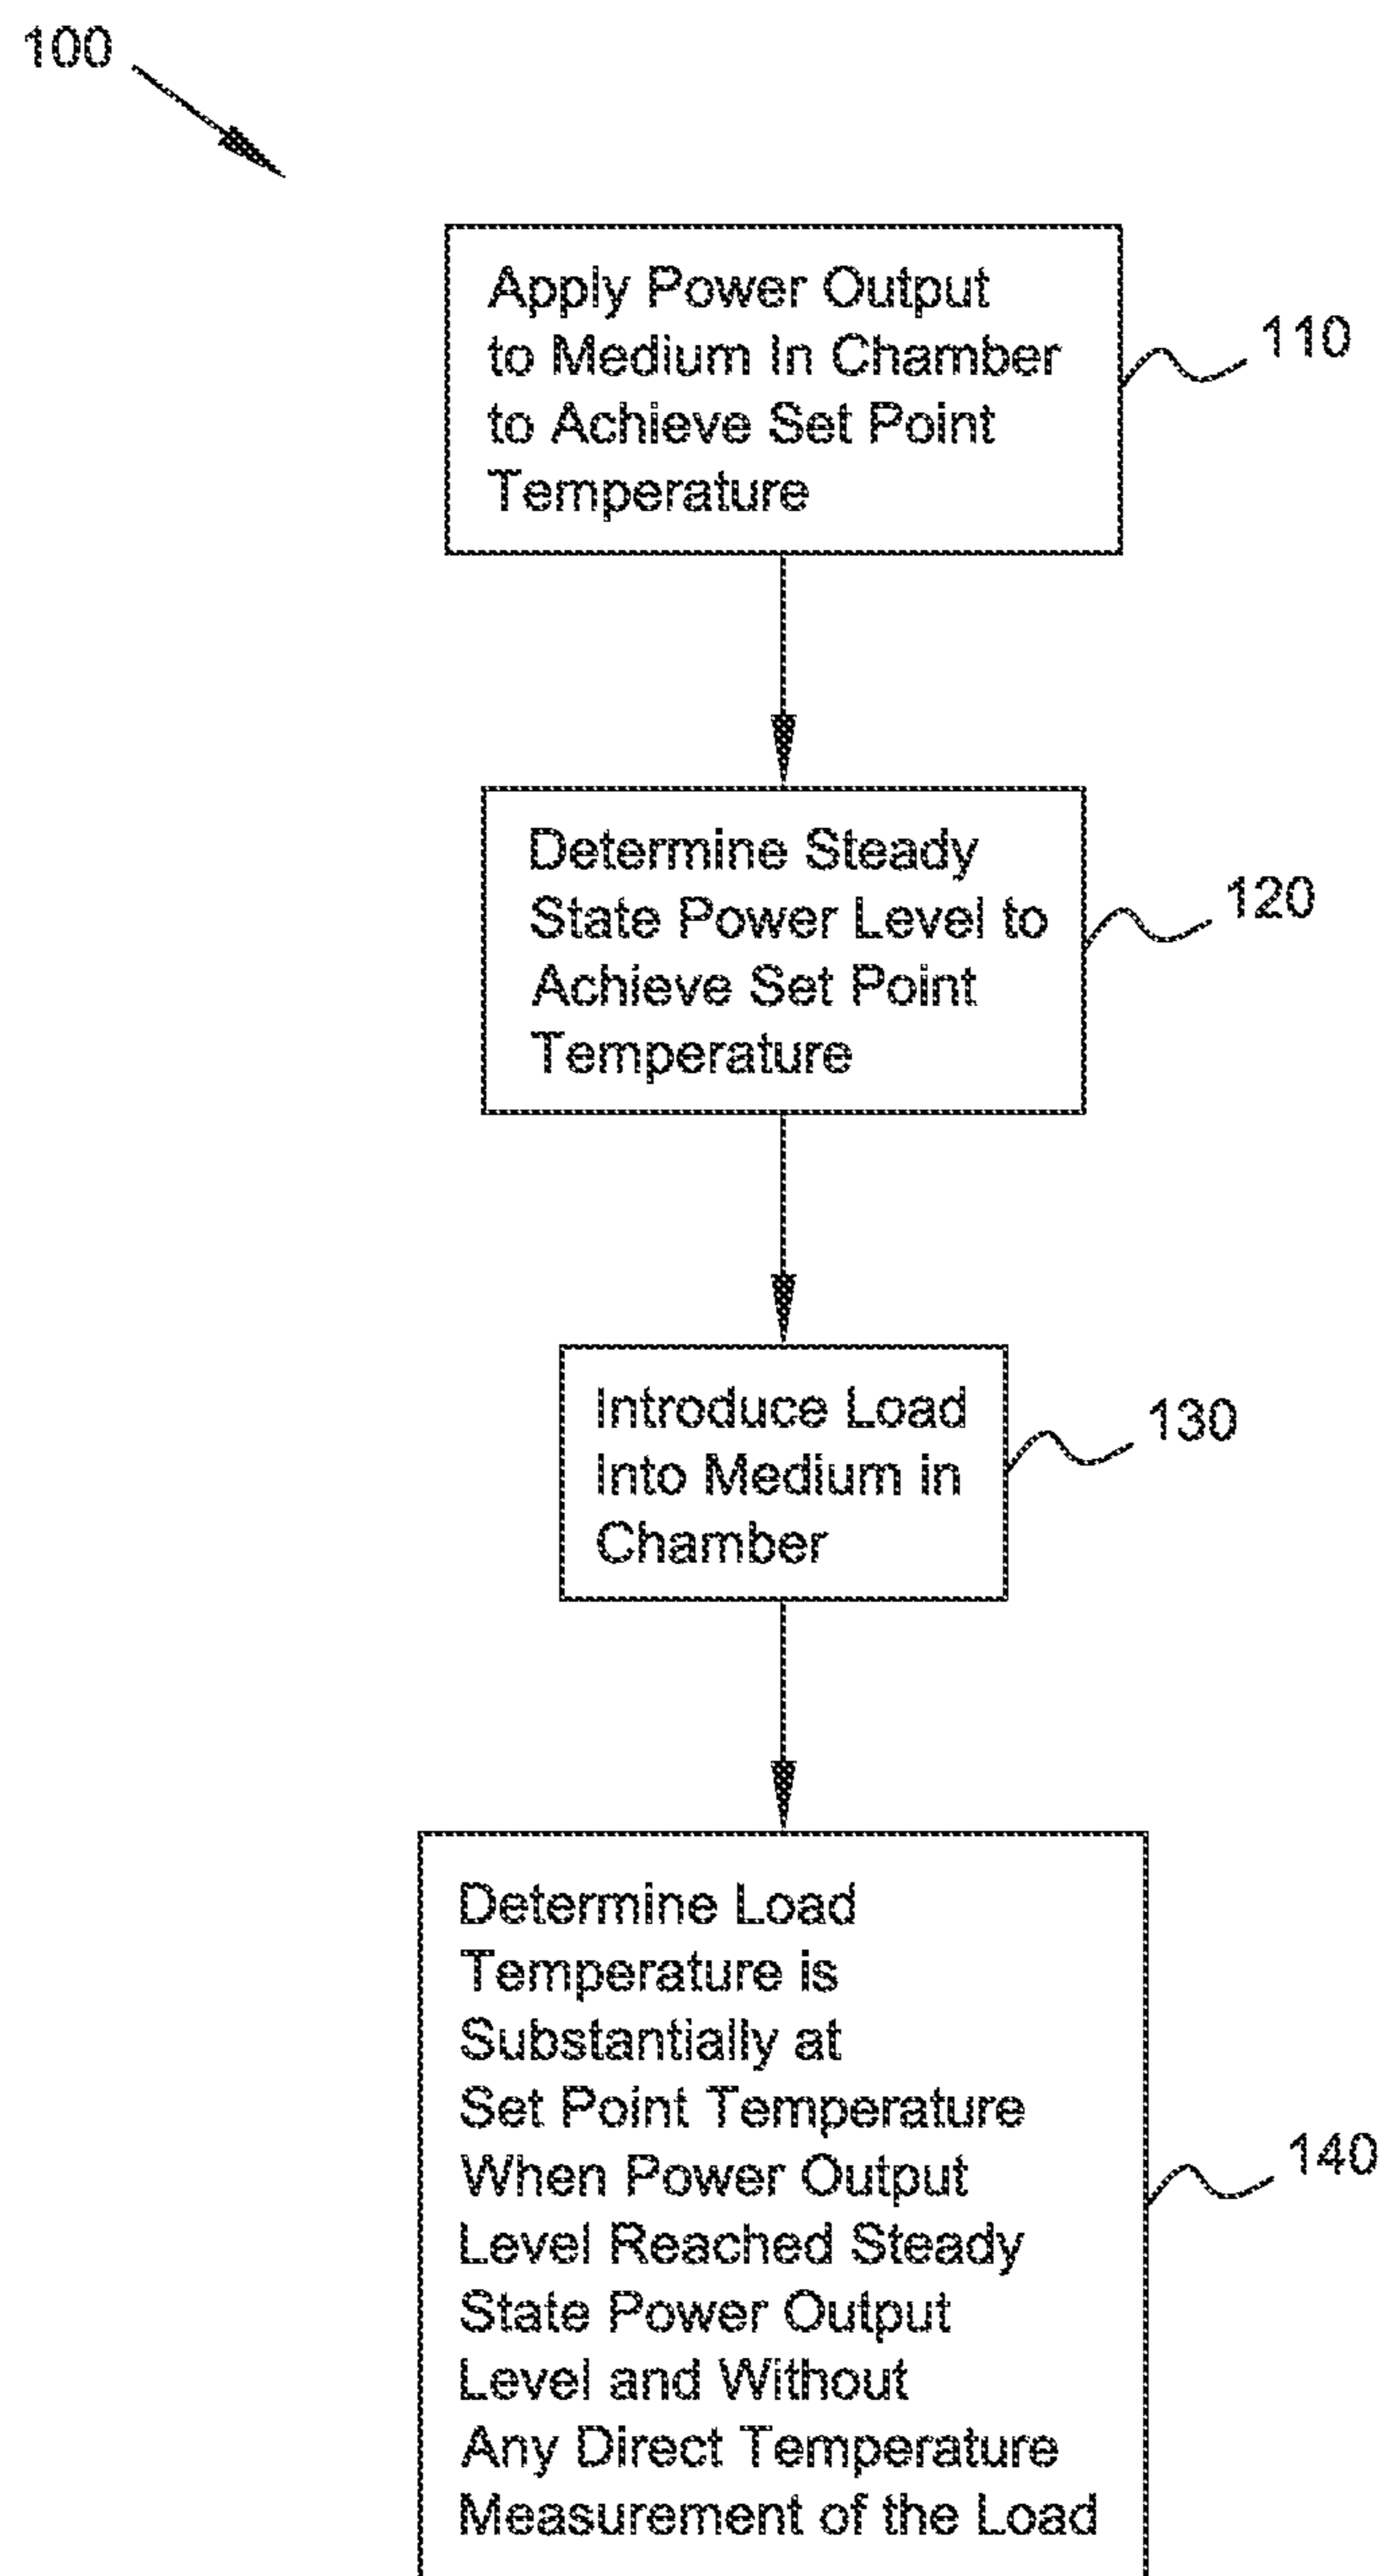 100
Apply Power Output
to Medium In Chamber
to Achieve Set Point
Temperature
110
Determine Steady
State Power Level to
Achieve Set Point
Temperature
120
Introduce Load
Into Medium in
Chamber
130
Determine Load
Temperature is
Substantially at
Set Point Temperature
When Power Output
Level Reached Steady
State Power Output
Level and Without
Any Direct Temperature
Measurement of the Load
140